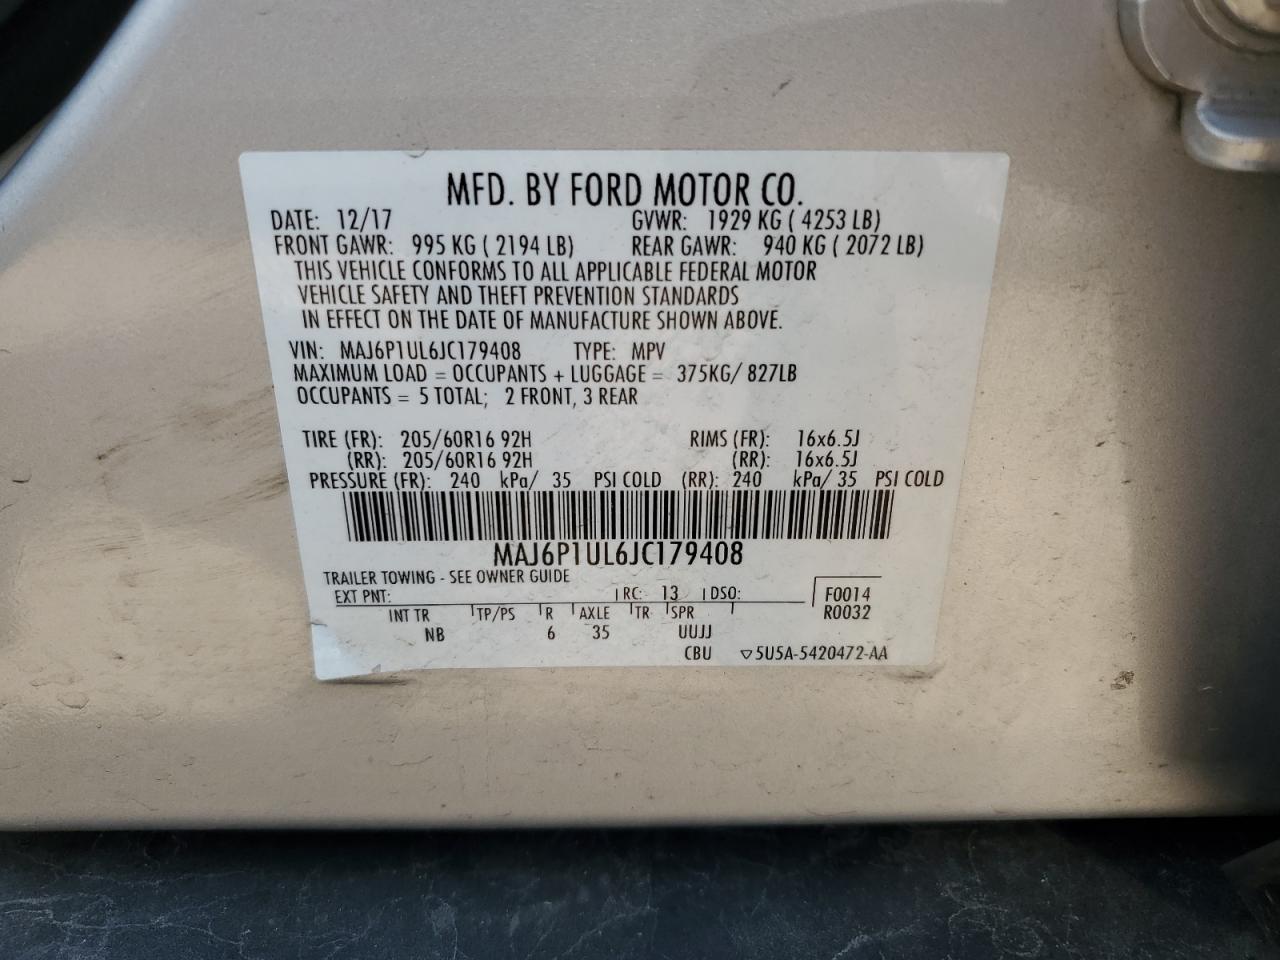 MFD. BY FORD MOTOR CO.
DATE: 12/17 GVWR: 1929 KG ( 4253 LB)
FRONT GAWR: 995 KG ( 2194 LB) REAR GAWR: 940 KG ( 2072 LB)
THIS VEHICLE CONFORMS TO ALL APPLICABLE FEDERAL MOTOR
VEHICLE SAFETY AND THEFT PREVENTION STANDARDS
IN EFFECT ON THE DATE OF MANUFACTURE SHOWN ABOVE.
VIN: MAJ6P1UL6JC179408 TYPE: MPV
MAXIMUM LOAD = OCCUPANTS + LUGGAGE = 375KG/ 827LB
OCCUPANTS = 5 TOTAL; 2 FRONT, 3 REAR
TIRE (FR): 205/60R16 92H RIMS (FR): 16x6.5J
(RR): 205/60R16 92H (RR): 16x6.5J
PRESSURE (FR): 240 kPa/ 35 PSI COLD (RR): 240 kPa/ 35 PSI COLD
MAJ6P1UL6JC179408
TRAILER TOWING - SEE OWNER GUIDE
EXT PNT: RC: 13 DSO: F0014
INT TR TP/PS R AXLE TR SPR R0032
NB 6 35 UUJJ
CBU ▽5U5A-5420472-AA